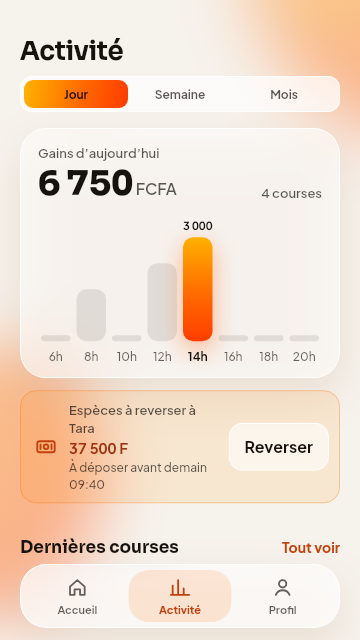 Activité
Jour Semaine Mois
Gains d’aujourd’hui
6 750 FCFA 4 courses
3 000
6h 8h 10h 12h 14h 16h 18h 20h
Espèces à reverser à
Tara
37 500 F
À déposer avant demain
09:40
Reverser
Dernières courses Tout voir
Accueil Activité Profil